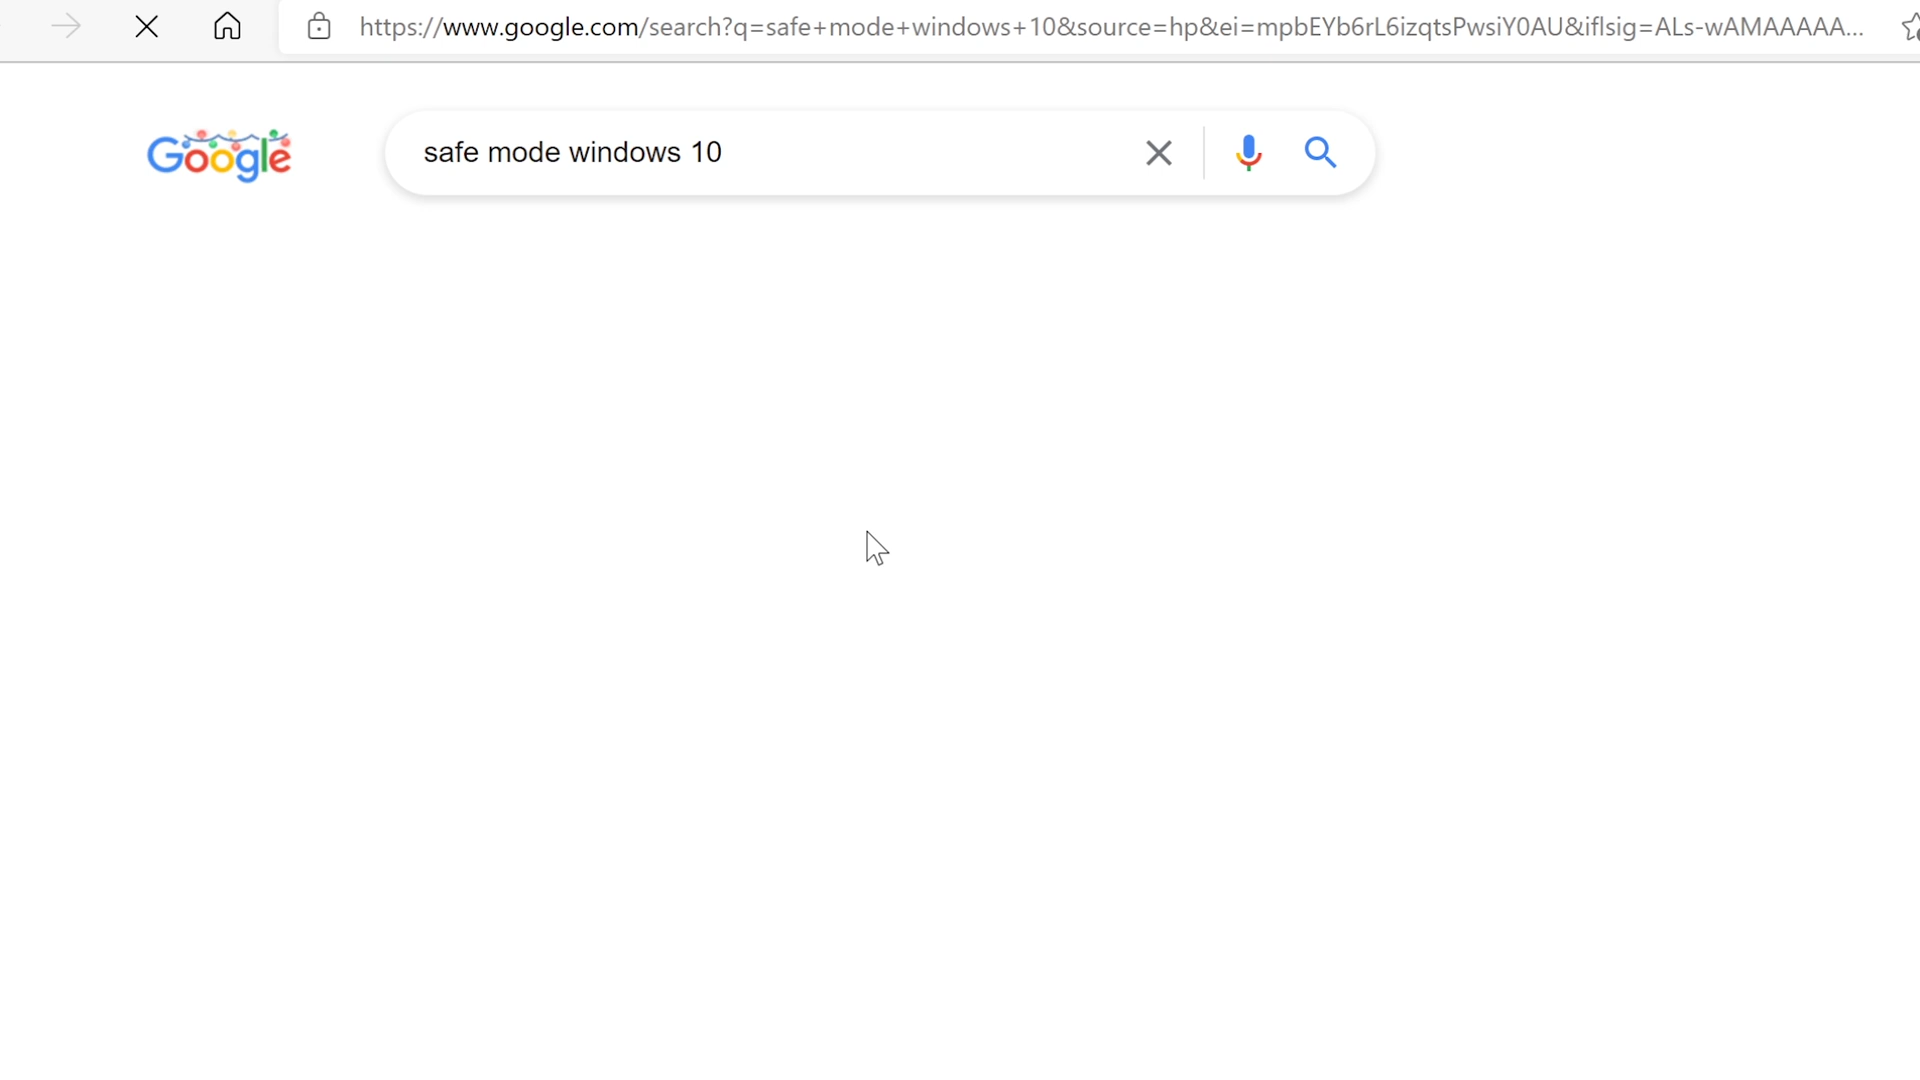 https://www.google.com/search?q=safe+mode+windows+10&source=hp&ei=mpbEYb6rL6izqtsPwsiY0AU&iflsig=ALs-wAMAAAAA...
Google
safe mode windows 10